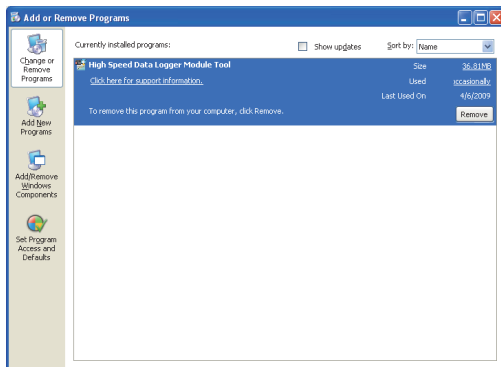 Add or Remove Programs
Change or
Remove
Programs
Add New
Programs
Add/Remove
Windows
Components
Set Program
Access and
Defaults
Currently installed programs:
Show updates
Sort by: Name
High Speed Data Logger Module Tool
Size 36.81MB
Click here for support information.
Used ccasionally
Last Used On 4/6/2009
To remove this program from your computer, click Remove.
Remove